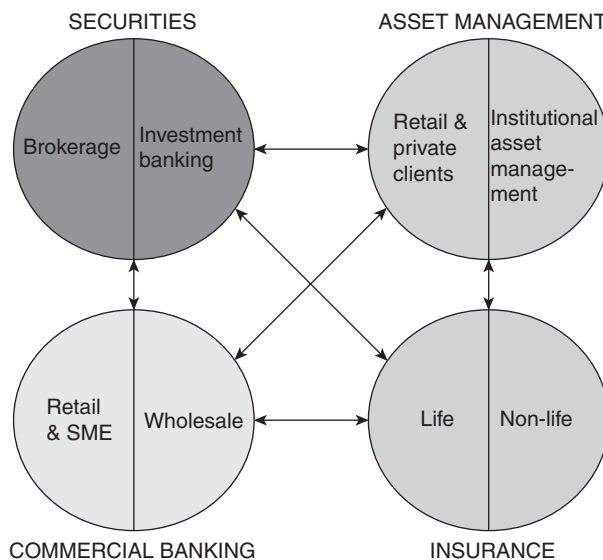 SECURITIES
ASSET MANAGEMENT
Brokerage
Investment
banking
Retail &
private
clients
Institutional
asset
manage-
ment
Retail
& SME
Wholesale
Life
Non-life
COMMERCIAL BANKING
INSURANCE